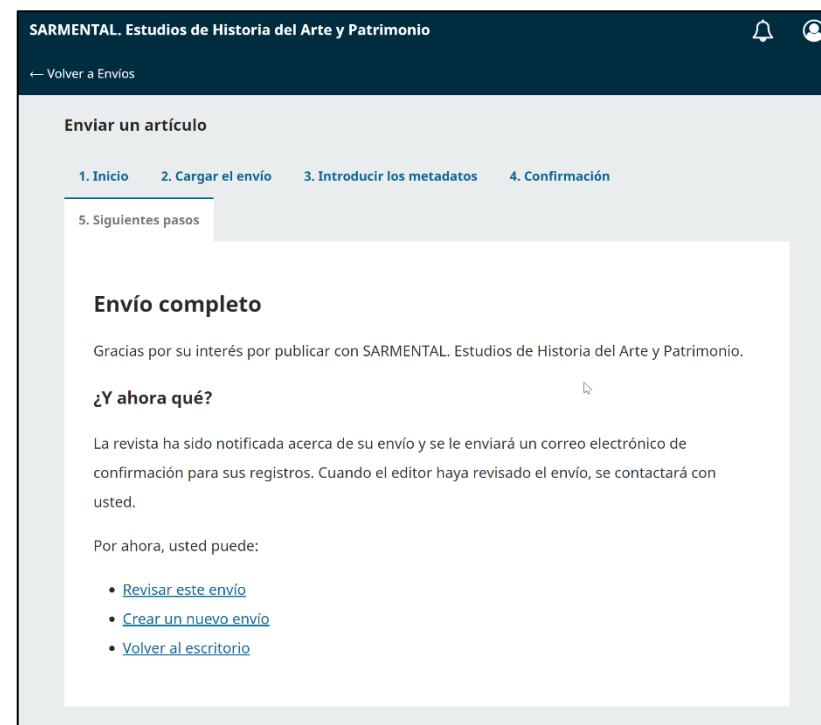 SARMENTAL. Estudios de Historia del Arte y Patrimonio
← Volver a Envíos
Enviar un artículo
1. Inicio 2. Cargar el envío 3. Introducir los metadatos 4. Confirmación
5. Siguientes pasos
Envío completo
Gracias por su interés por publicar con SARMENTAL. Estudios de Historia del Arte y Patrimonio.
¿Y ahora qué?
La revista ha sido notificada acerca de su envío y se le enviará un correo electrónico de
confirmación para sus registros. Cuando el editor haya revisado el envío, se contactará con
usted.
Por ahora, usted puede:
• Revisar este envío
• Crear un nuevo envío
• Volver al escritorio